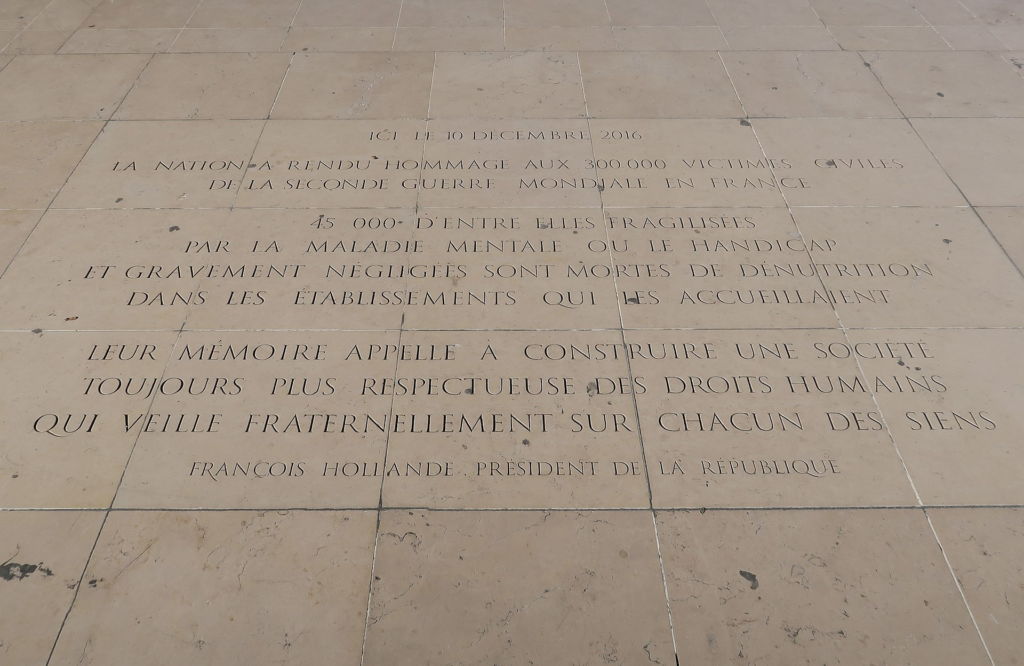 ICI LE 10 DÉCEMBRE 2016
LA NATION A RENDU HOMMAGE AUX 300.000 VICTIMES CIVILES
DE LA SECONDE GUERRE MONDIALE EN FRANCE
45 000 D'ENTRE ELLES FRAGILISÉES
PAR LA MALADIE MENTALE OU LE HANDICAP
ET GRAVEMENT NÉGLIGÉES SONT MORTES DE DÉNUTRITION
DANS LES ÉTABLISSEMENTS QUI LES ACCUEILLAIENT
LEUR MÉMOIRE APPELLE À CONSTRUIRE UNE SOCIÉTÉ
TOUJOURS PLUS RESPECTUEUSE DES DROITS HUMAINS
QUI VEILLE FRATERNELLEMENT SUR CHACUN DES SIENS
FRANÇOIS HOLLANDE. PRÉSIDENT DE LA RÉPUBLIQUE